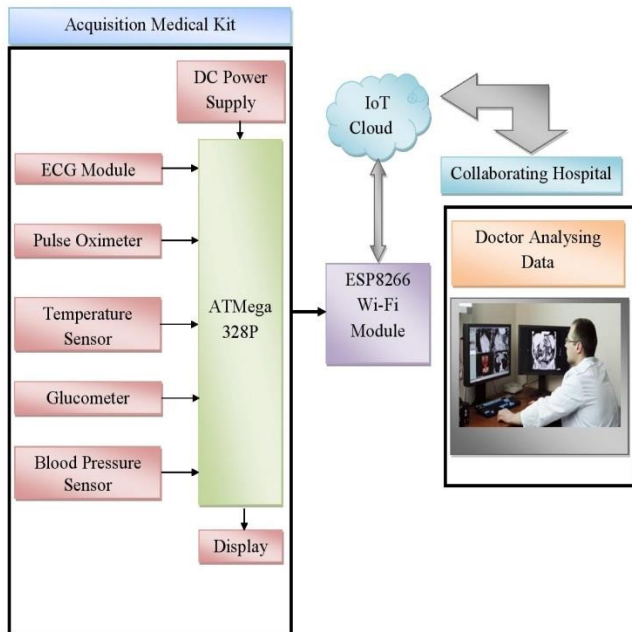 Acquisition Medical Kit
DC Power
Supply
ECG Module
Pulse Oximeter
Temperature
Sensor
Glucometer
Blood Pressure
Sensor
ATMega
328P
Display
ESP8266
Wi-Fi
Module
IoT
Cloud
Collaborating Hospital
Doctor Analysing
Data